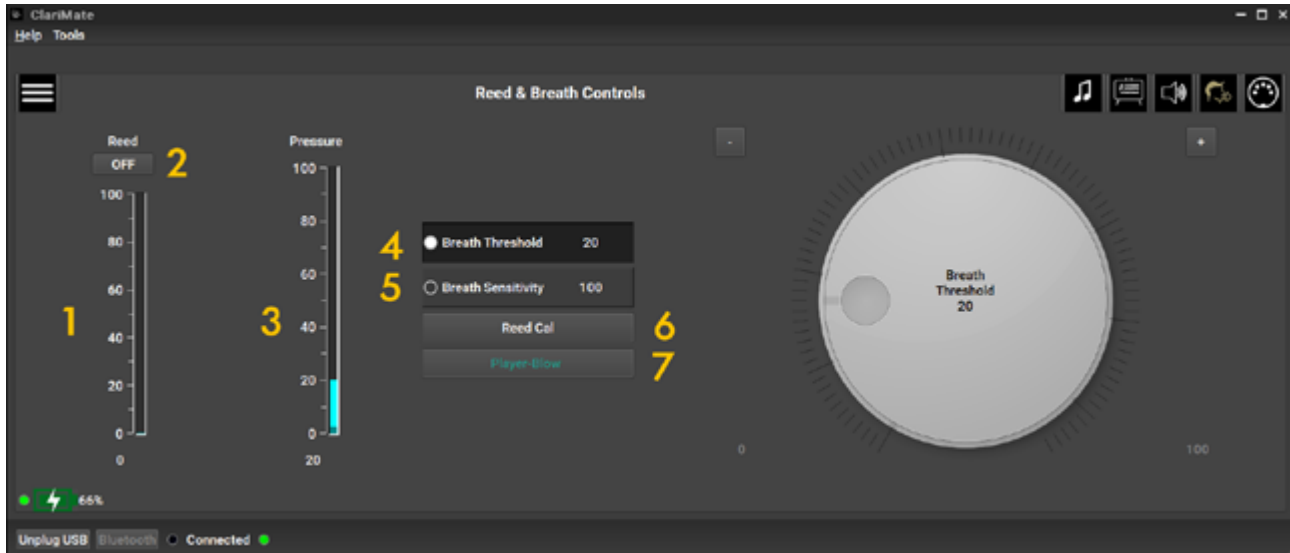 ClariMate
Help Tools
Reed & Breath Controls
Reed
OFF
2
100
80
60
40
20
0
0
1
Pressure
100
80
60
40
20
0
20
3
4
Breath Threshold 20
5
Breath Sensitivity 100
Reed Cal
6
Player-Blow
7
-
+
Breath
Threshold
20
0
100
66%
Unplug USB Bluetooth Connected